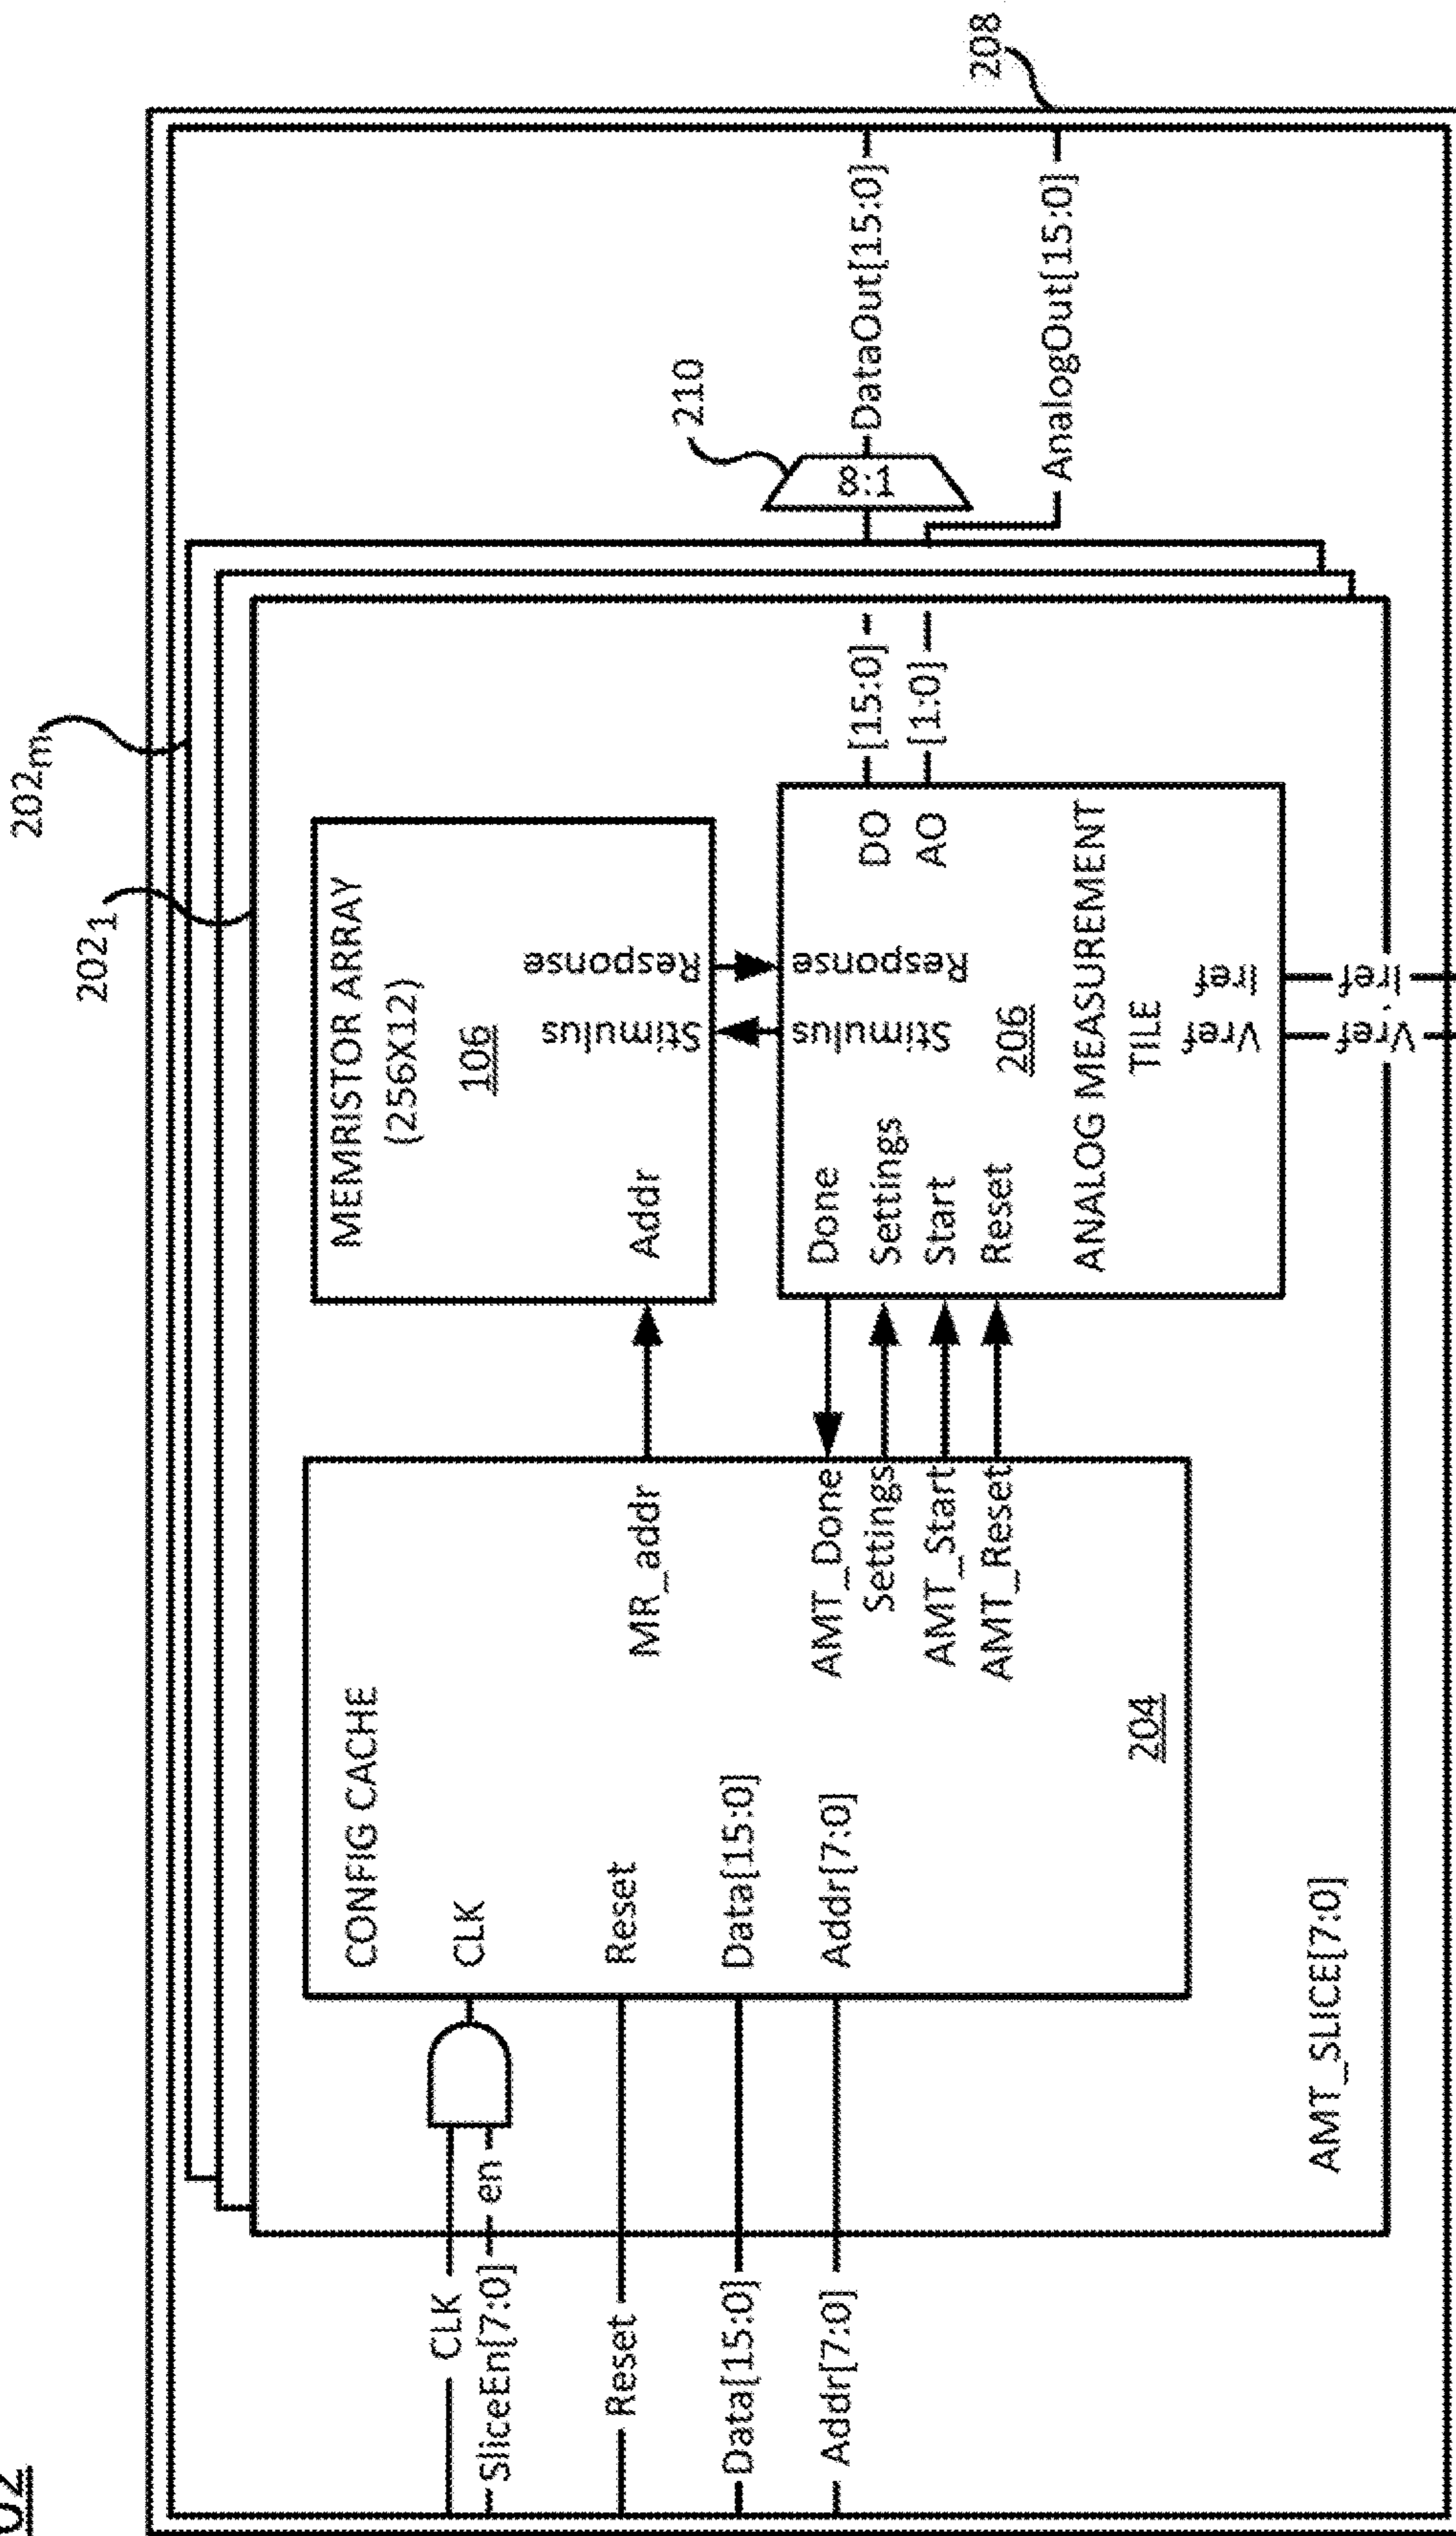 202m
202₁
208
210
CONFIG CACHE
CLK
Reset
Data[15:0]
Addr[7:0]
MR_addr
AMT_Done
Settings
AMT_Start
AMT_Reset
204
CLK
SliceEn[7:0]
en
Reset
Data[15:0]
Addr[7:0]
MEMRISTOR ARRAY
(256X12)
106
Addr
Stimulus
Response
Stimulus
Response
Done
Settings
Start
Reset
206
ANALOG MEASUREMENT
TILE
DO
AO
[15:0]
[1:0]
Vref
Iref
Vref
Iref
8:1
DataOut[15:0]
AnalogOut[15:0]
AMT_SLICE[7:0]